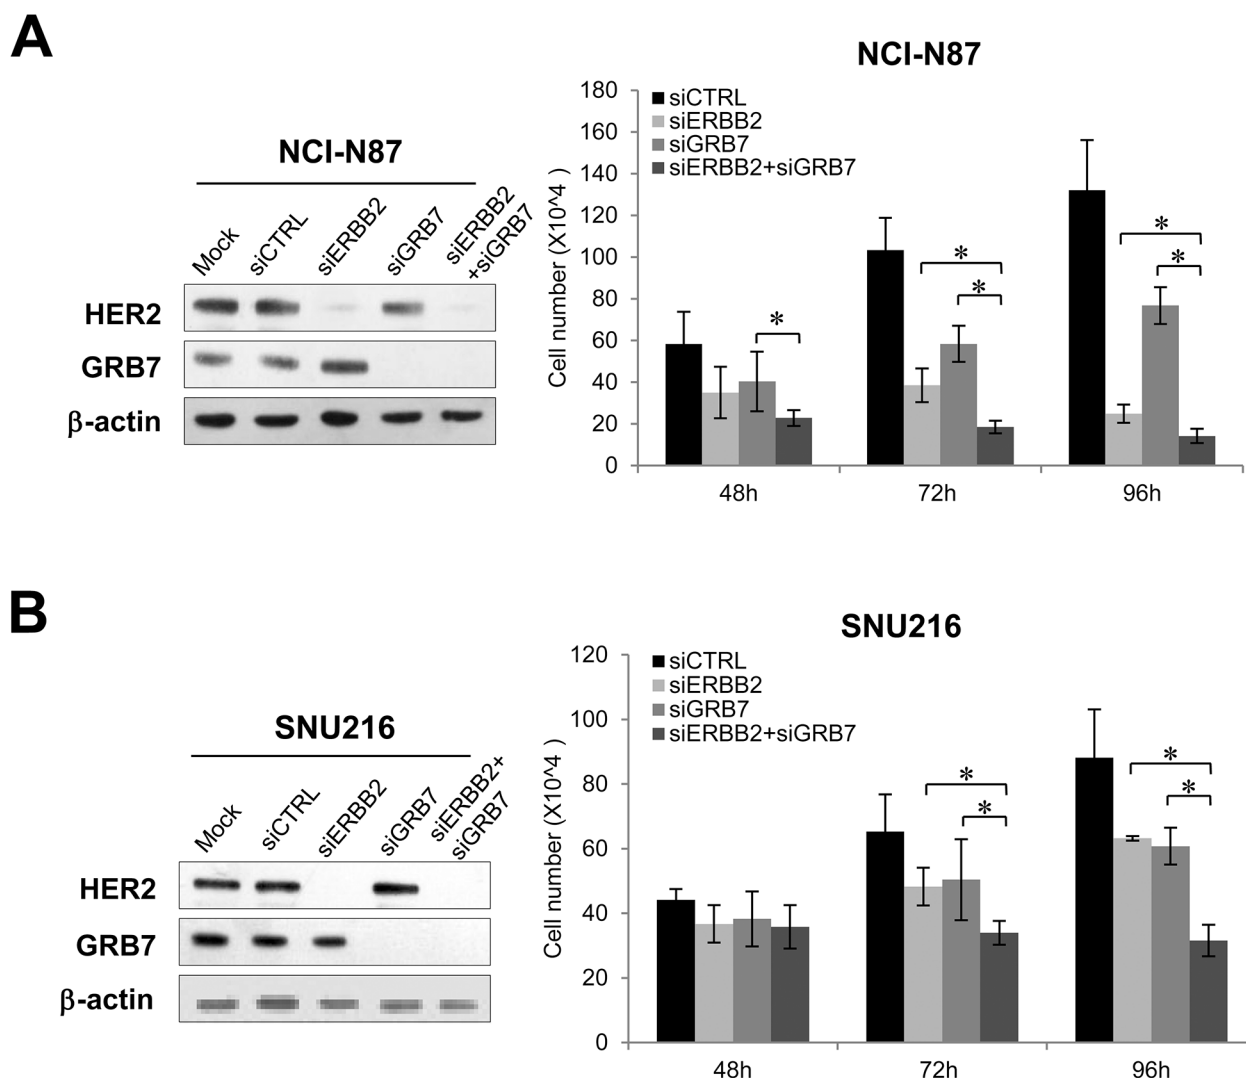 A
NCI-N87
Mock
siCTRL
siERBB2
siGRB7
siERBB2
+siGRB7
HER2
GRB7
β-actin
NCI-N87
siCTRL
siERBB2
siGRB7
siERBB2+siGRB7
Cell number (X10^4 )
180
160
140
120
100
80
60
40
20
0
*
*
*
*
*
48h
72h
96h
B
SNU216
Mock
siCTRL
siERBB2
siGRB7
siERBB2+
siGRB7
HER2
GRB7
β-actin
SNU216
siCTRL
siERBB2
siGRB7
siERBB2+siGRB7
Cell number (X10^4 )
120
100
80
60
40
20
0
*
*
*
*
48h
72h
96h